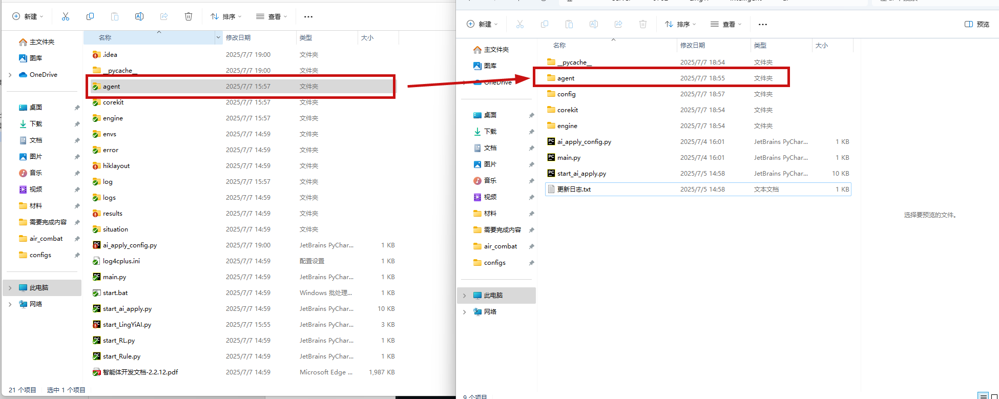 新建
排序
查看
名称
修改日期
类型
大小
主文件夹
图库
OneDrive
桌面
下载
文档
图片
音乐
视频
材料
需要完成内容
air_combat
configs
此电脑
网络
.idea 2025/7/7 19:00 文件夹
__pycache__ 2025/7/7 19:00 文件夹
agent 2025/7/7 15:57 文件夹
corekit 2025/7/7 15:57 文件夹
engine 2025/7/7 15:57 文件夹
envs 2025/7/7 14:59 文件夹
error 2025/7/7 14:59 文件夹
hiklayout 2025/7/7 14:59 文件夹
log 2025/7/7 15:57 文件夹
logs 2025/7/7 14:59 文件夹
results 2025/7/7 14:59 文件夹
situation 2025/7/7 14:59 文件夹
ai_apply_config.py 2025/7/7 19:00 JetBrains PyChar... 1 KB
log4cplus.ini 2025/7/7 14:59 配置设置 1 KB
main.py 2025/7/7 14:59 JetBrains PyChar... 1 KB
start.bat 2025/7/7 14:59 Windows 批处理... 1 KB
start_ai_apply.py 2025/7/7 14:59 JetBrains PyChar... 10 KB
start_LingYiAI.py 2025/7/7 15:55 JetBrains PyChar... 3 KB
start_RL.py 2025/7/7 14:59 JetBrains PyChar... 1 KB
start_Rule.py 2025/7/7 14:59 JetBrains PyChar... 1 KB
智能体开发文档-2.2.12.pdf 2025/7/7 14:59 Microsoft Edge ... 1,987 KB
21 个项目 选中 1 个项目
新建
排序
查看
预览
名称
修改日期
类型
大小
主文件夹
图库
OneDrive
桌面
下载
文档
图片
音乐
视频
材料
需要完成内容
air_combat
configs
此电脑
网络
__pycache__ 2025/7/7 18:54 文件夹
agent 2025/7/7 18:55 文件夹
config 2025/7/7 18:57 文件夹
corekit 2025/7/7 18:54 文件夹
engine 2025/7/7 18:54 文件夹
ai_apply_config.py 2025/7/4 16:01 JetBrains PyChar... 1 KB
main.py 2025/7/4 16:01 JetBrains PyChar... 1 KB
start_ai_apply.py 2025/7/5 14:58 JetBrains PyChar... 10 KB
更新日志.txt 2025/7/5 14:58 文本文档 1 KB
选择要预览的文件。
9 个项目